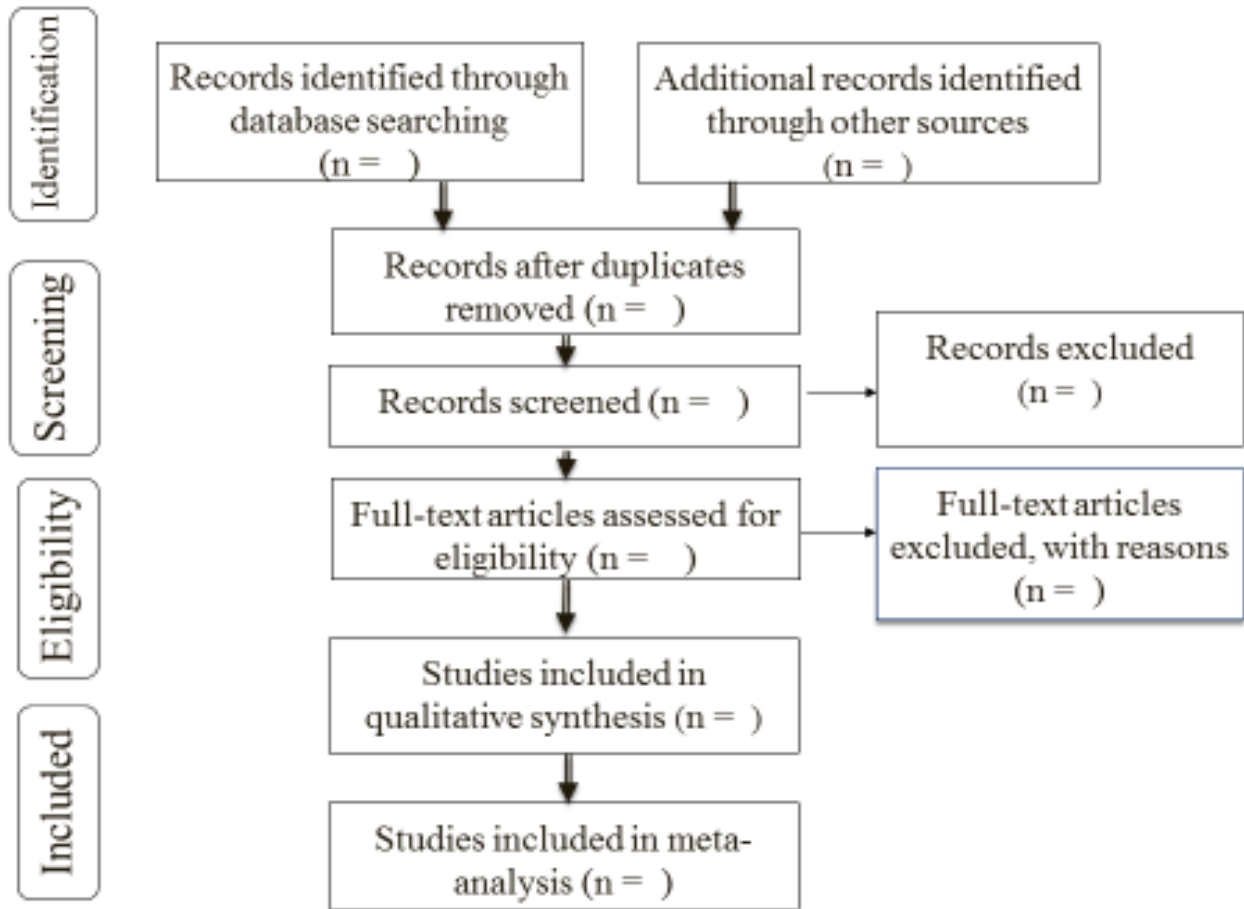 Identification
Records identified through
database searching
(n =   )
Additional records identified
through other sources
(n =   )
Screening
Records after duplicates
removed (n =   )
Records screened (n =   )
Records excluded
(n =   )
Eligibility
Full-text articles assessed for
eligibility (n =   )
Full-text articles
excluded, with reasons
(n =   )
Included
Studies included in
qualitative synthesis (n =   )
Studies included in meta-
analysis (n =   )